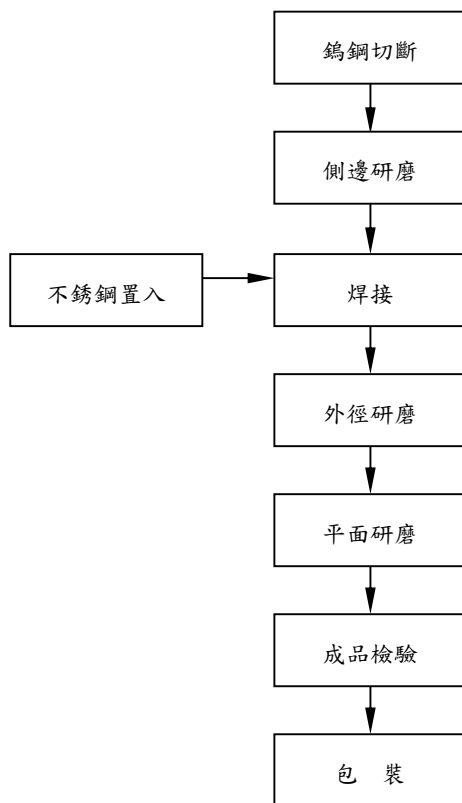 鎢鋼切斷
側邊研磨
不銹鋼置入
焊接
外徑研磨
平面研磨
成品檢驗
包 裝